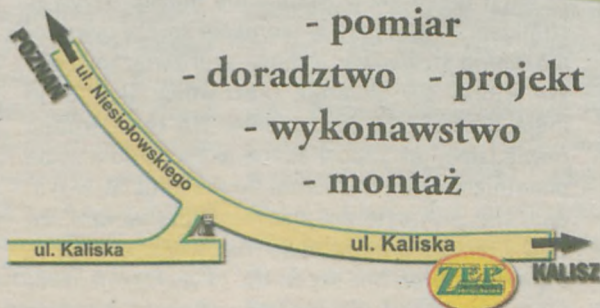 - pomiar
- doradztwo - projekt
- wykonawstwo
- montaż
POZNAŃ
ul. Niesiołowskiego
ul. Kaliska
ul. Kaliska
ZEP
KALISZ